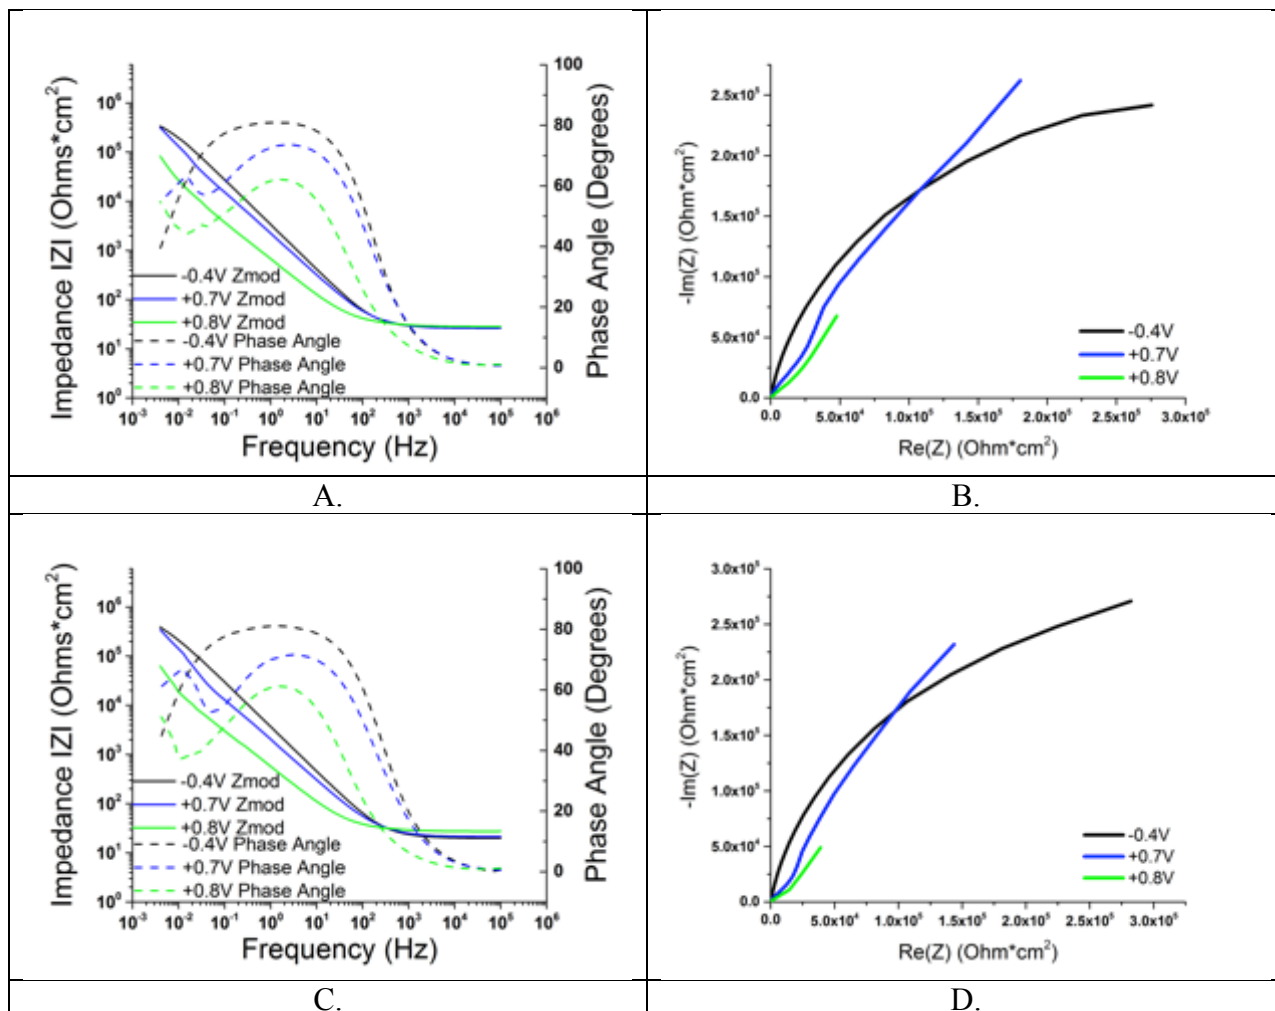 Impedance IZI (Ohms*cm²)
10⁶
10⁵
10⁴
10³
10²
10¹
10⁰
-0.4V Zmod
+0.7V Zmod
+0.8V Zmod
-0.4V Phase Angle
+0.7V Phase Angle
+0.8V Phase Angle
100
80
60
40
20
0
Phase Angle (Degrees)
10⁻³ 10⁻² 10⁻¹ 10⁰ 10¹ 10² 10³ 10⁴ 10⁵ 10⁶
Frequency (Hz)
-Im(Z) (Ohm*cm²)
2.5x10⁵
2.0x10⁵
1.5x10⁵
1.0x10⁵
5.0x10⁴
0.0
-0.4V
+0.7V
+0.8V
0.0 5.0x10⁴ 1.0x10⁵ 1.5x10⁵ 2.0x10⁵ 2.5x10⁵ 3.0x10⁵
Re(Z) (Ohm*cm²)
A.
B.
Impedance IZI (Ohms*cm²)
10⁶
10⁵
10⁴
10³
10²
10¹
10⁰
-0.4V Zmod
+0.7V Zmod
+0.8V Zmod
-0.4V Phase Angle
+0.7V Phase Angle
+0.8V Phase Angle
100
80
60
40
20
0
Phase Angle (Degrees)
10⁻³ 10⁻² 10⁻¹ 10⁰ 10¹ 10² 10³ 10⁴ 10⁵ 10⁶
Frequency (Hz)
-Im(Z) (Ohm*cm²)
3.0x10⁵
2.5x10⁵
2.0x10⁵
1.5x10⁵
1.0x10⁵
5.0x10⁴
0.0
-0.4V
+0.7V
+0.8V
0.0 5.0x10⁴ 1.0x10⁵ 1.5x10⁵ 2.0x10⁵ 2.5x10⁵ 3.0x10⁵
Re(Z) (Ohm*cm²)
C.
D.